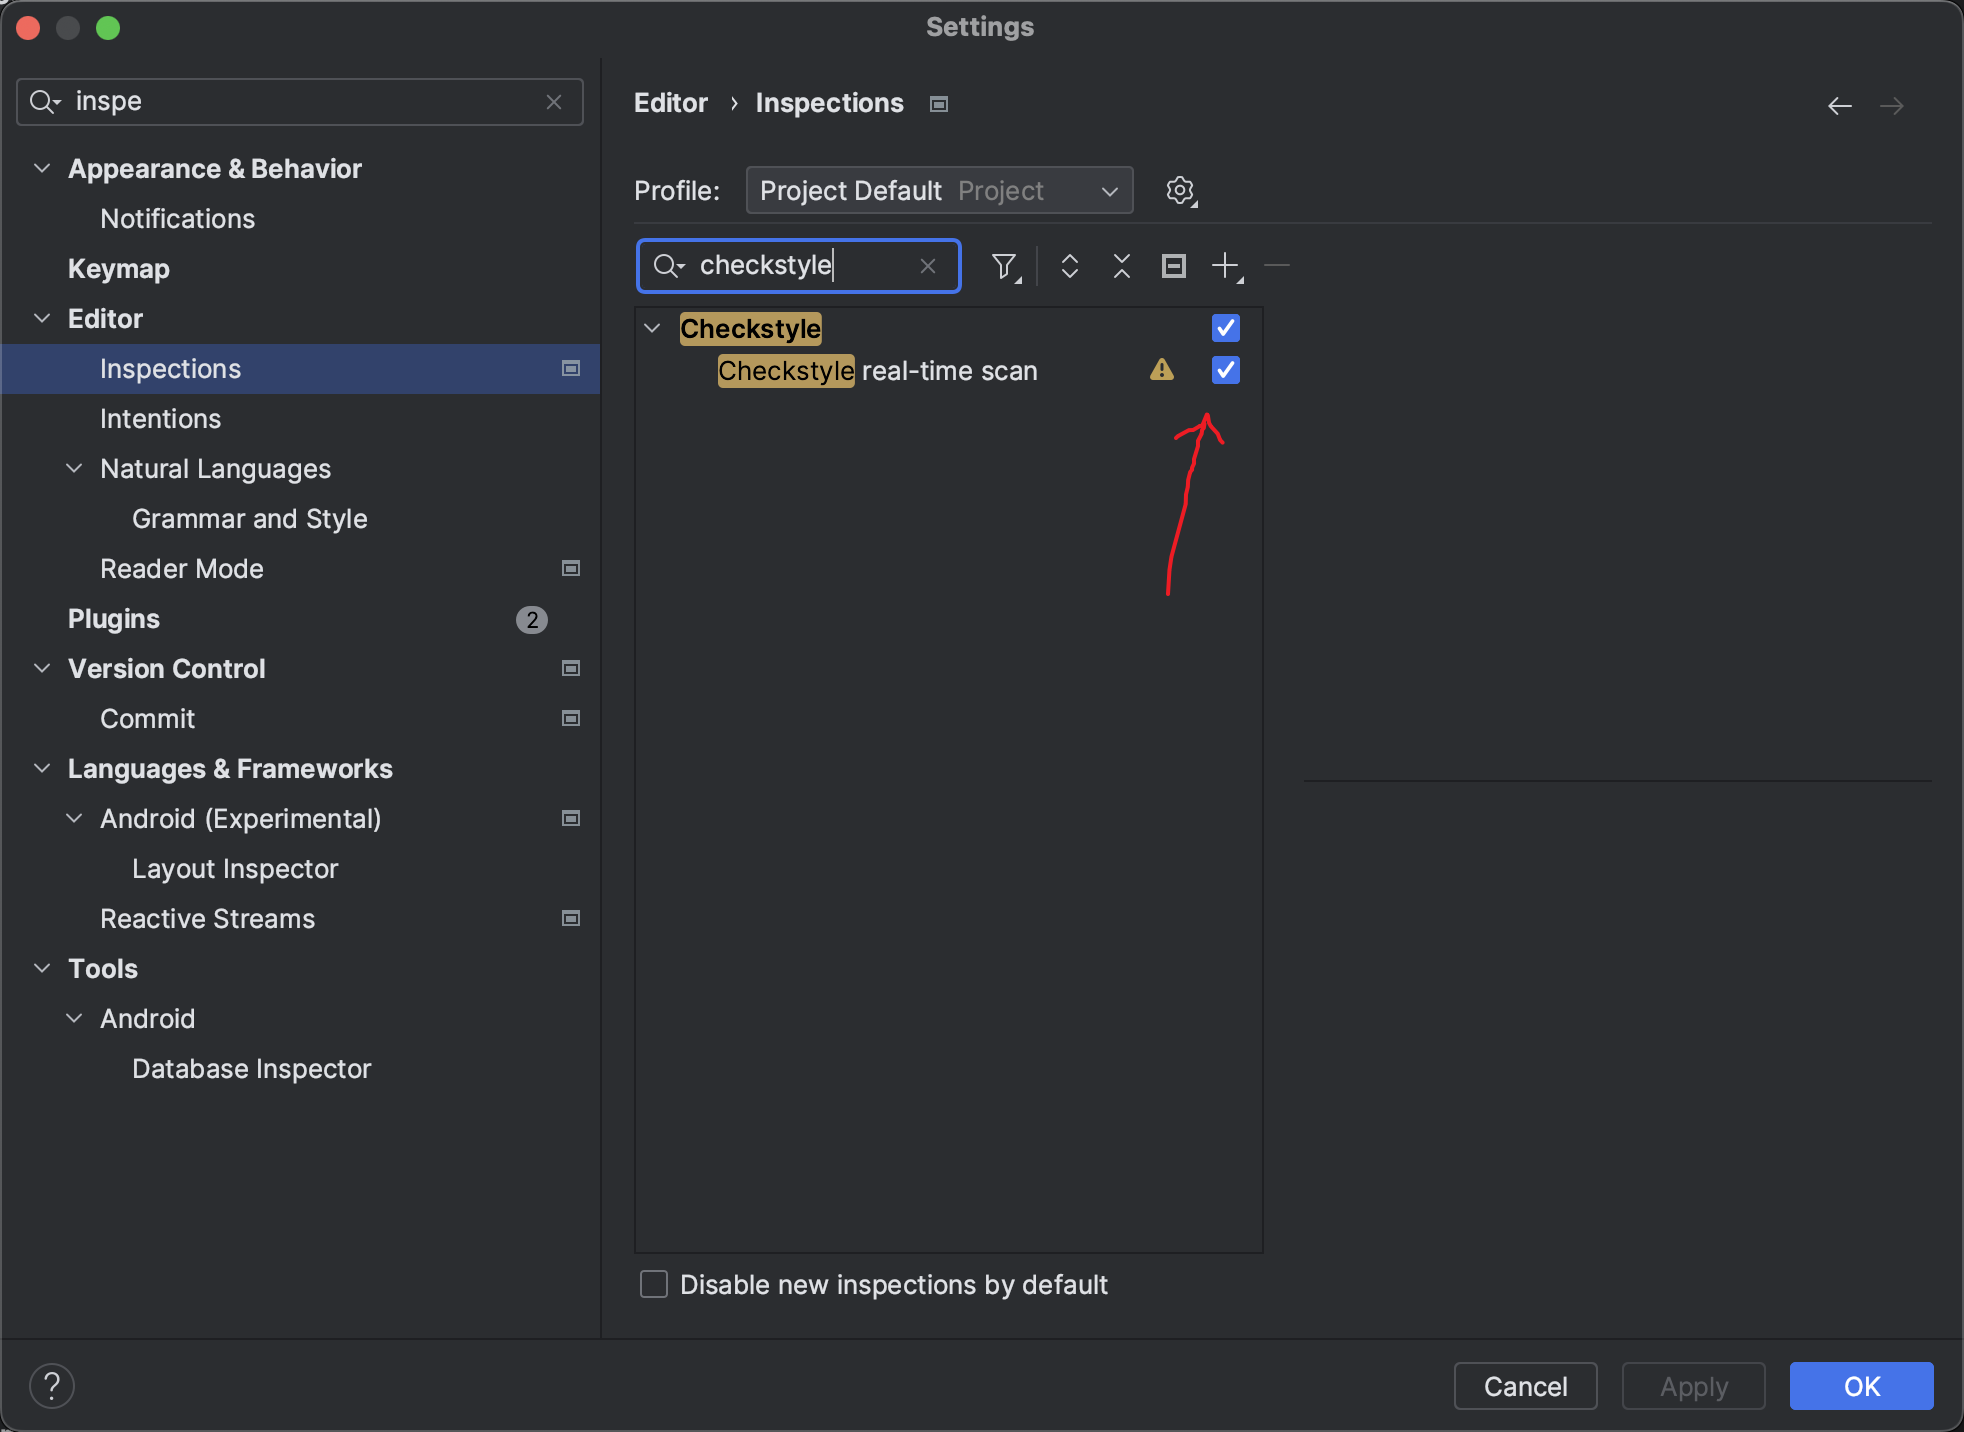 Settings
inspe
Appearance & Behavior
Notifications
Keymap
Editor
Inspections
Intentions
Natural Languages
Grammar and Style
Reader Mode
Plugins 2
Version Control
Commit
Languages & Frameworks
Android (Experimental)
Layout Inspector
Reactive Streams
Tools
Android
Database Inspector
Editor › Inspections
Profile: Project Default Project
checkstyle
Checkstyle
Checkstyle real-time scan
Disable new inspections by default
? Cancel Apply OK